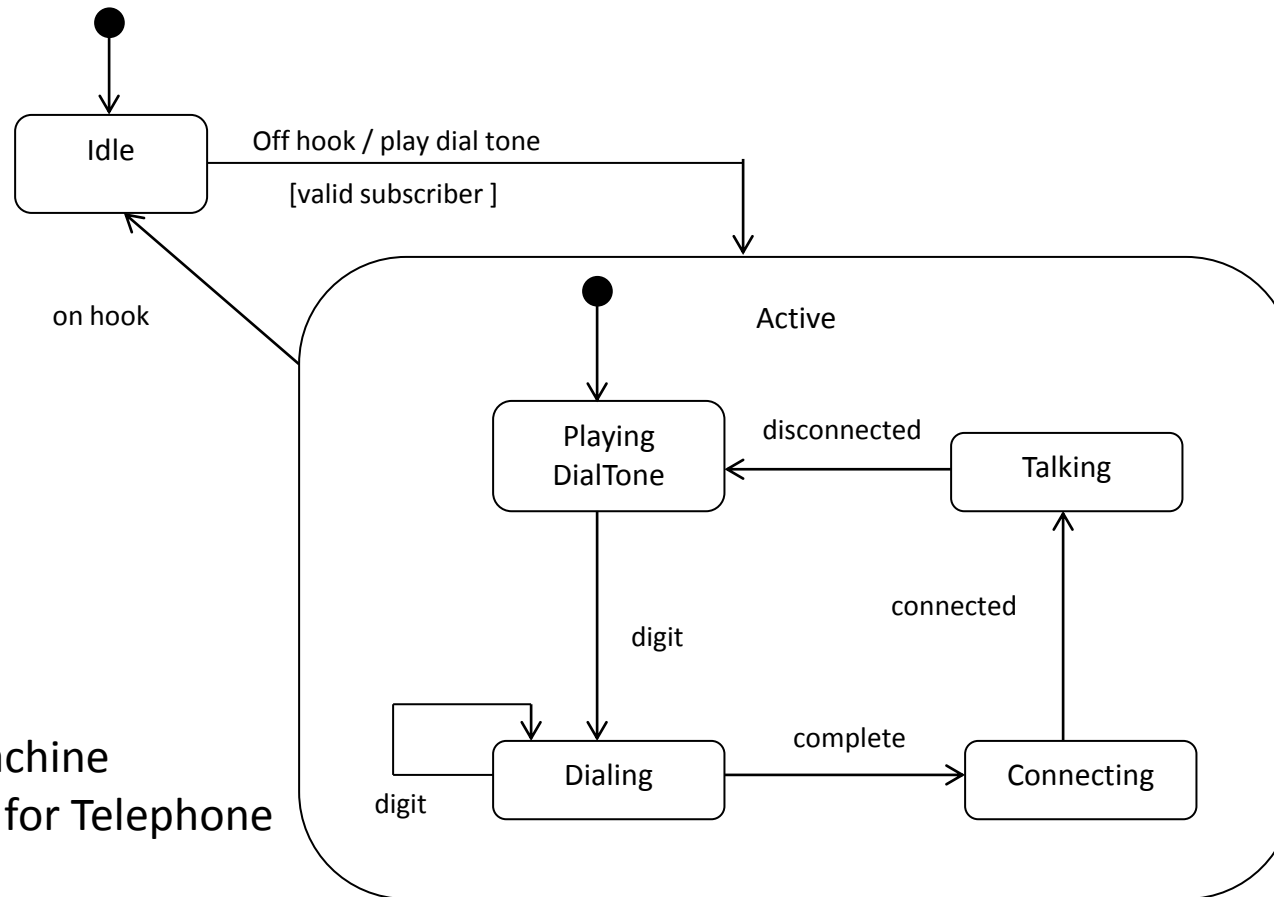 Idle
Off hook / play dial tone
[valid subscriber ]
on hook
Active
Playing
DialTone
disconnected
Talking
connected
digit
digit
Dialing
complete
Connecting
for Telephone